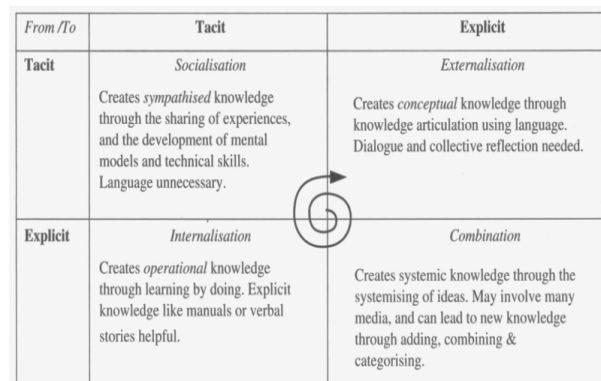 From /To Tacit Explicit
Tacit Socialisation Externalisation
Creates sympathised knowledge
through the sharing of experiences,
and the development of mental
models and technical skills.
Language unnecessary.
Creates conceptual knowledge through
knowledge articulation using language.
Dialogue and collective reflection needed.
Explicit Internalisation Combination
Creates operational knowledge
through learning by doing. Explicit
knowledge like manuals or verbal
stories helpful.
Creates systemic knowledge through the
systemising of ideas. May involve many
media, and can lead to new knowledge
through adding, combining &
categorising.